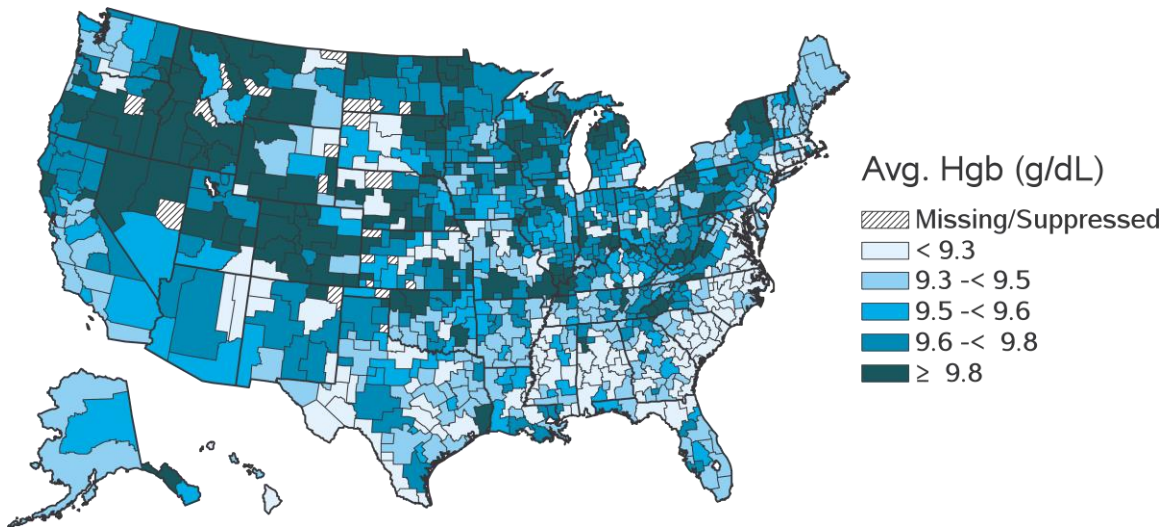 Avg. Hgb (g/dL)
Missing/Suppressed
< 9.3
9.3 -< 9.5
9.5 -< 9.6
9.6 -< 9.8
≥ 9.8